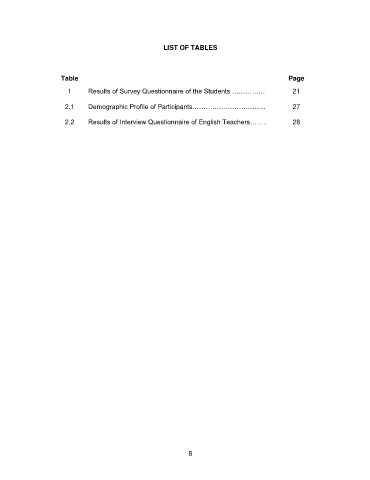 LIST OF TABLES
Table Page
1 Results of Survey Questionnaire of the Students ................ 21
2.1 Demographic Profile of Participants.................................... 27
2.2 Results of Interview Questionnaire of English Teachers......... 28
8